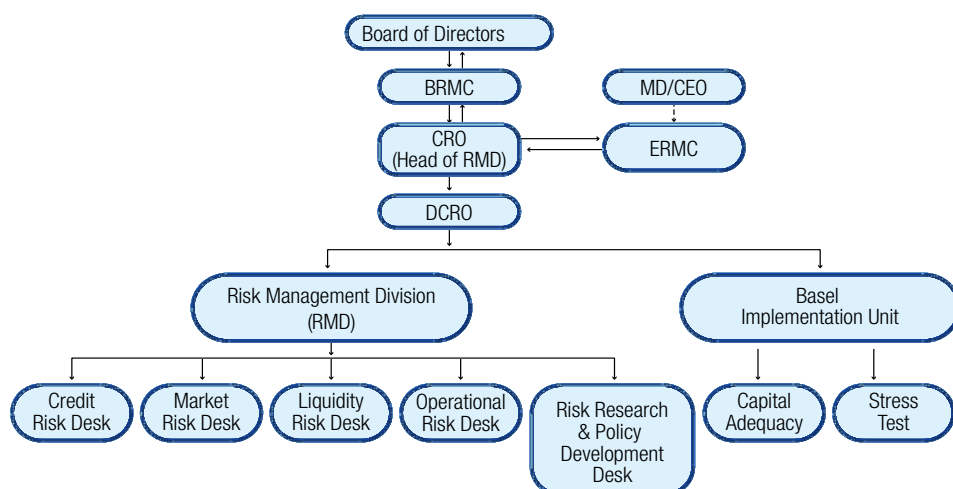 Board of Directors
BRMC
MD/CEO
CRO
(Head of RMD)
ERMC
DCRO
Risk Management Division
(RMD)
Basel
Implementation Unit
Credit
Risk Desk
Market
Risk Desk
Liquidity
Risk Desk
Operational
Risk Desk
Risk Research
& Policy
Development
Desk
Capital
Adequacy
Stress
Test